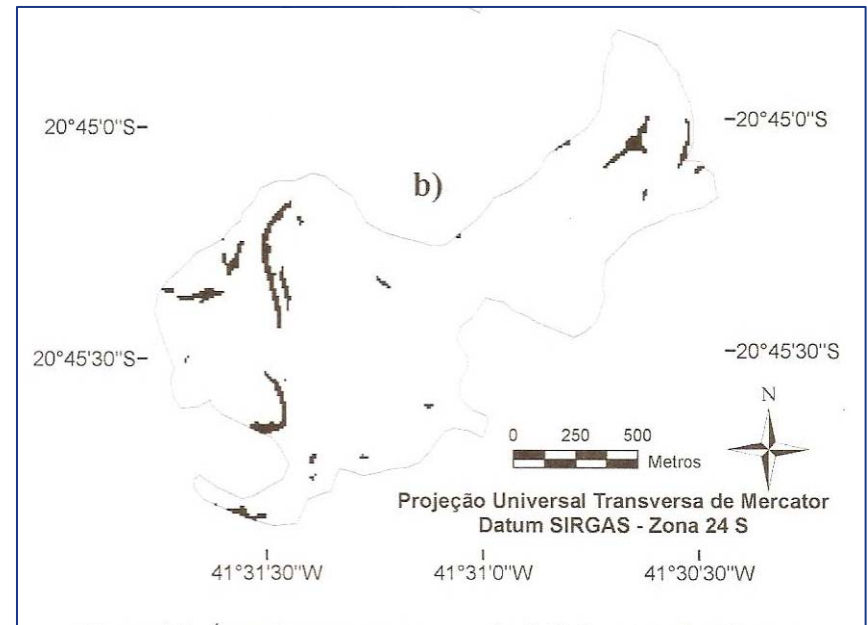 20°45'0"S
20°45'0"S
b)
20°45'30"S
20°45'30"S
N
0 250 500
Metros
Projeção Universal Transversa de Mercator
Datum SIRGAS - Zona 24 S
41°31'30"W 41°31'0"W 41°30'30"W